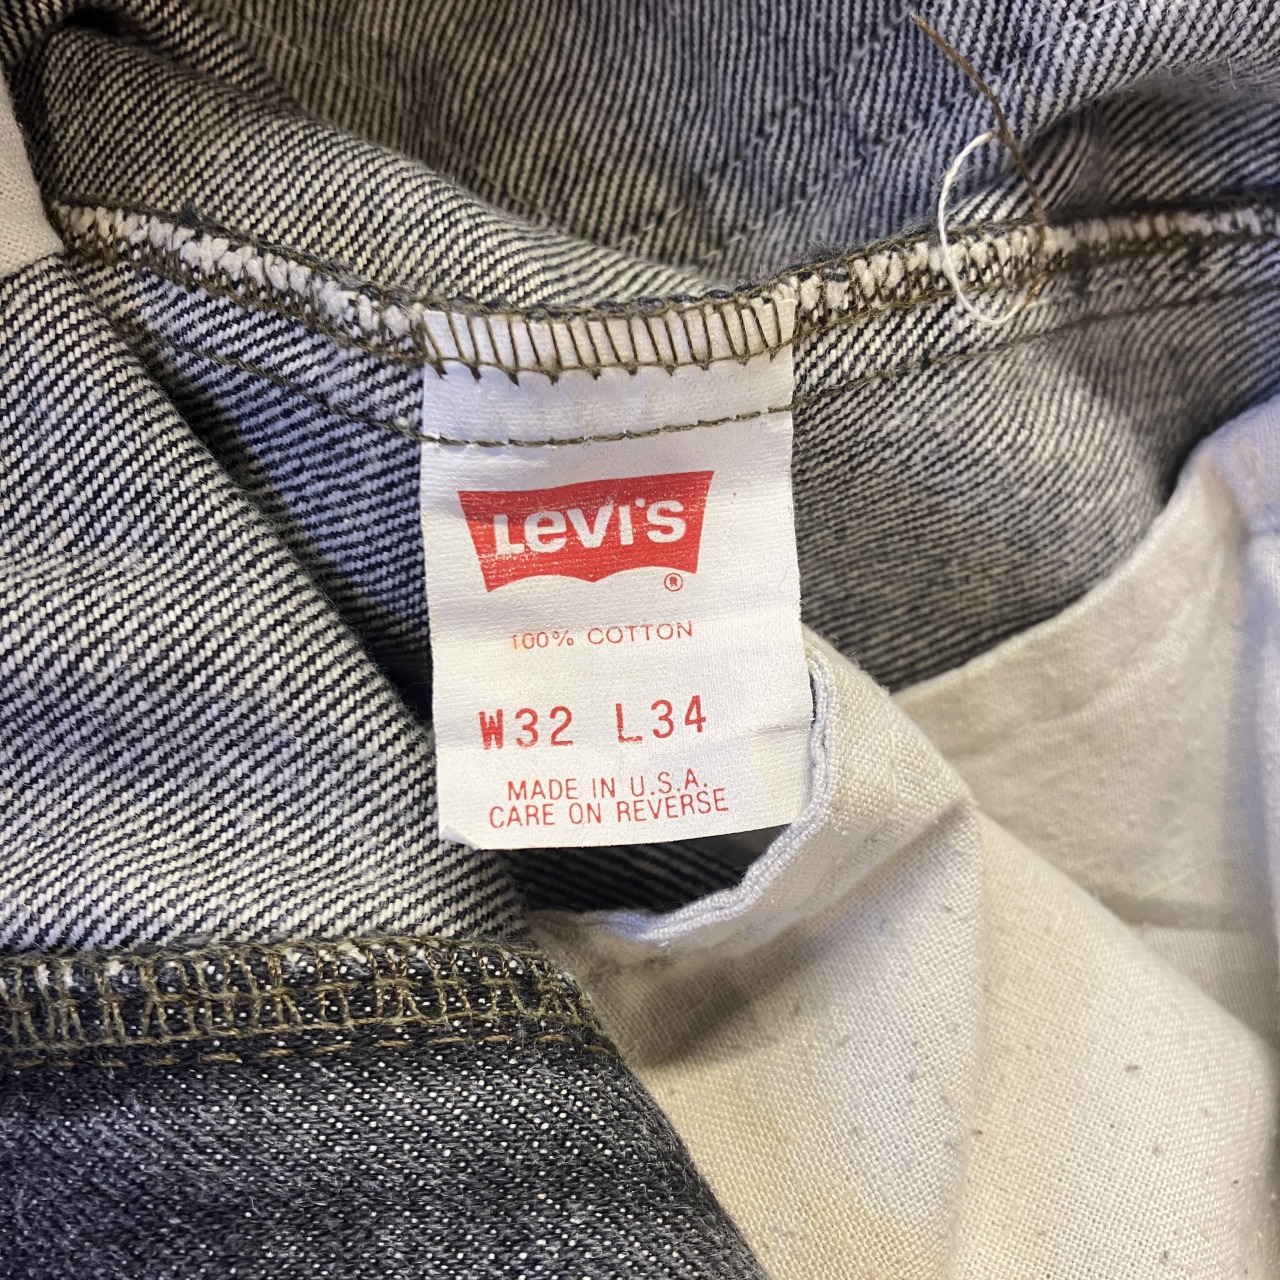 Levi's ®
100% COTTON
W32 L34
MADE IN U.S.A.
CARE ON REVERSE